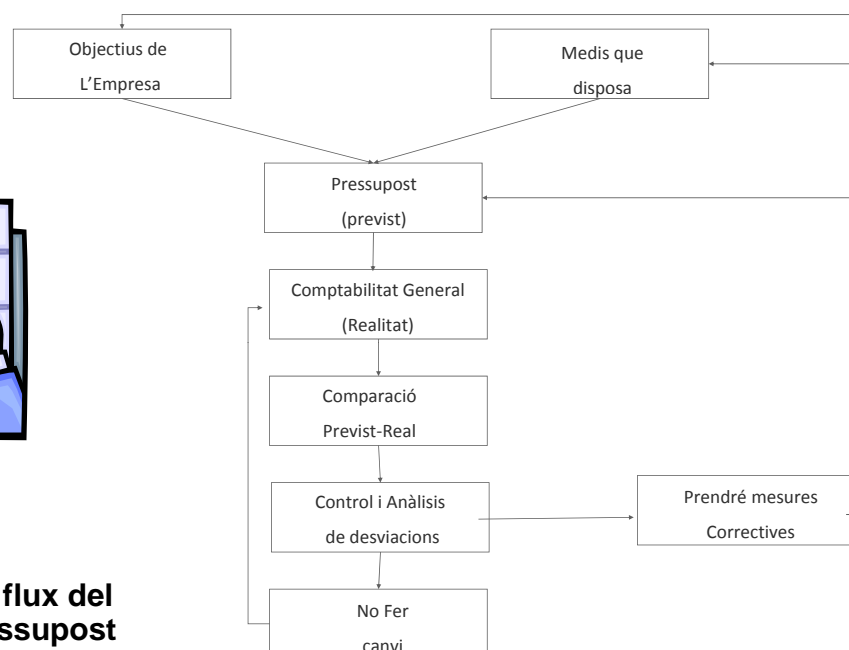 Objectius de
L’Empresa
Medis que
disposa
Pressupost
(previst)
Comptabilitat General
(Realitat)
Comparació
Previst-Real
Control i Anàlisis
de desviacions
Prendré mesures
Correctives
No Fer
canvi
flux del
ssupost